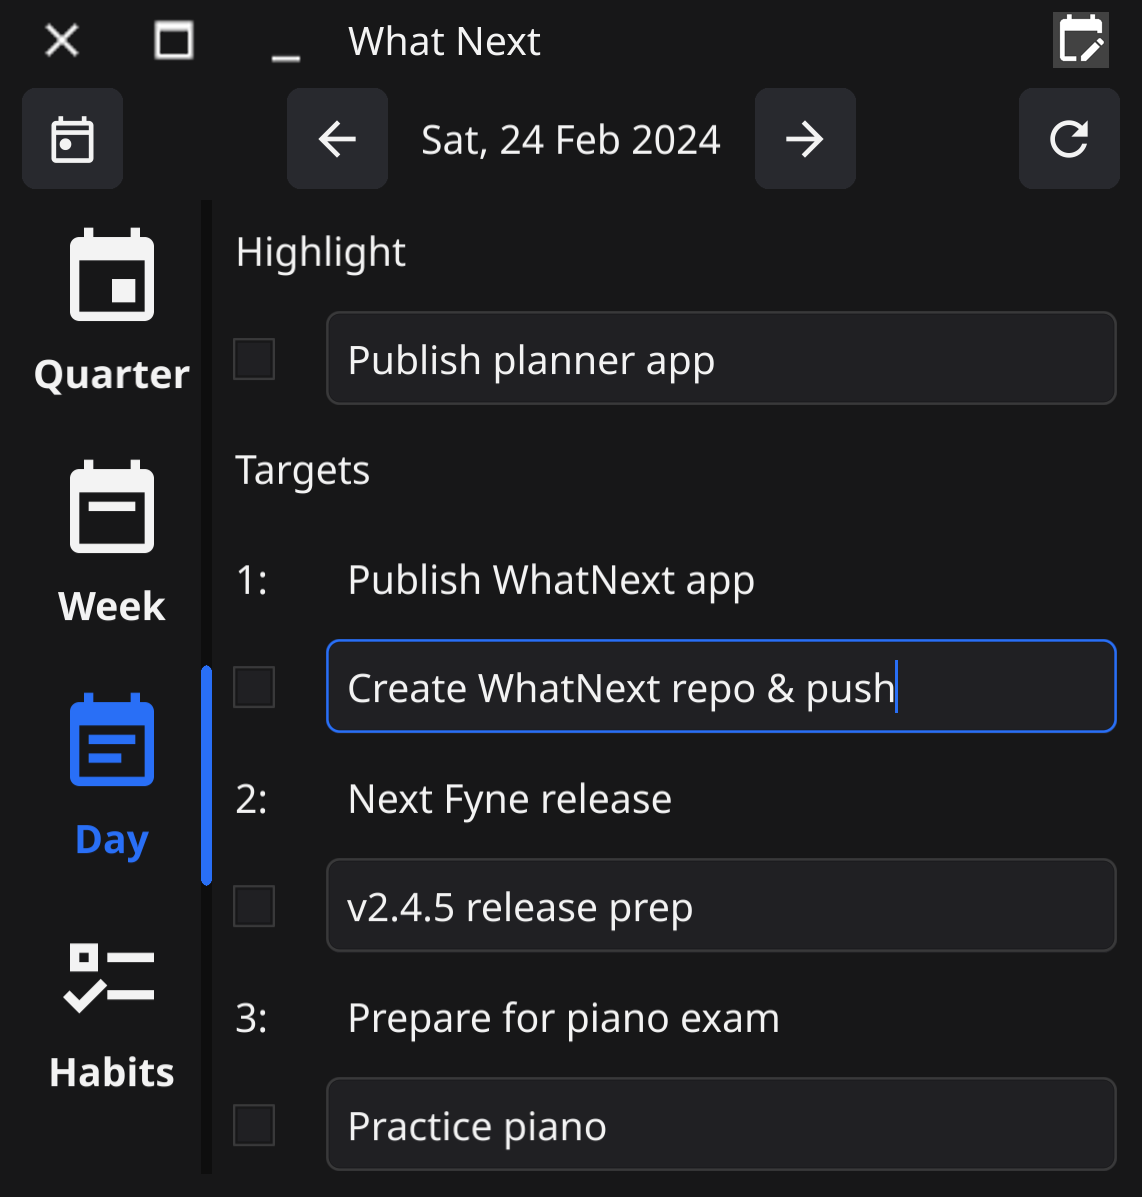 What Next
Sat, 24 Feb 2024
Quarter
Week
Day
Habits
Highlight
Publish planner app
Targets
1: Publish WhatNext app
Create WhatNext repo & push
2: Next Fyne release
v2.4.5 release prep
3: Prepare for piano exam
Practice piano